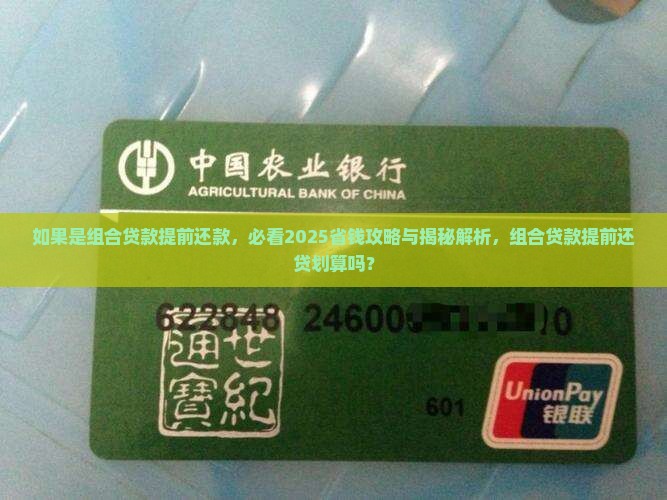 中国农业银行
AGRICULTURAL BANK OF CHINA
如果是组合贷款提前还款，必看2025省钱攻略与揭秘解析，组合贷款提前还
贷划算吗？
622848 24600 0
世紀
通寶
601
UnionPay
银联